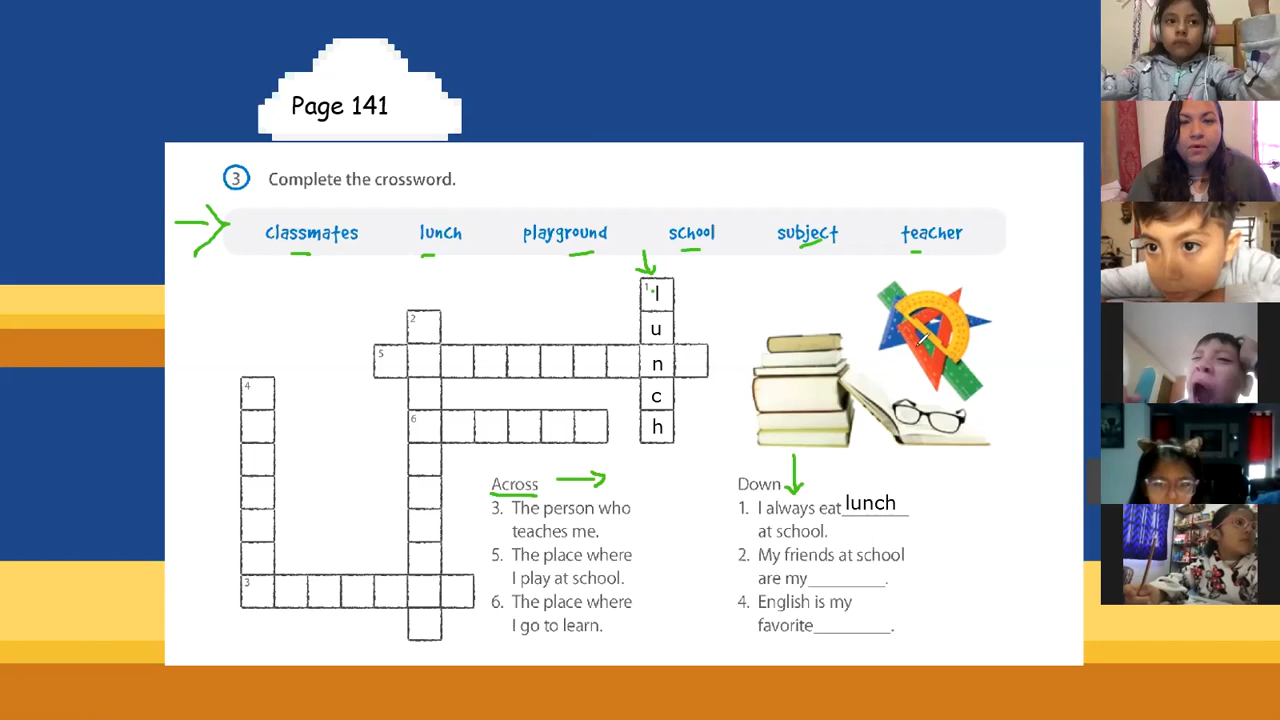 Page 141
3 Complete the crossword.
classmates lunch playground school subject teacher
1 l
2 u
5 n
4 c
6 h
3
Across
3. The person who
teaches me.
5. The place where
I play at school.
6. The place where
I go to learn.
Down
1. I always eat lunch
at school.
2. My friends at school
are my_________.
4. English is my
favorite_________.